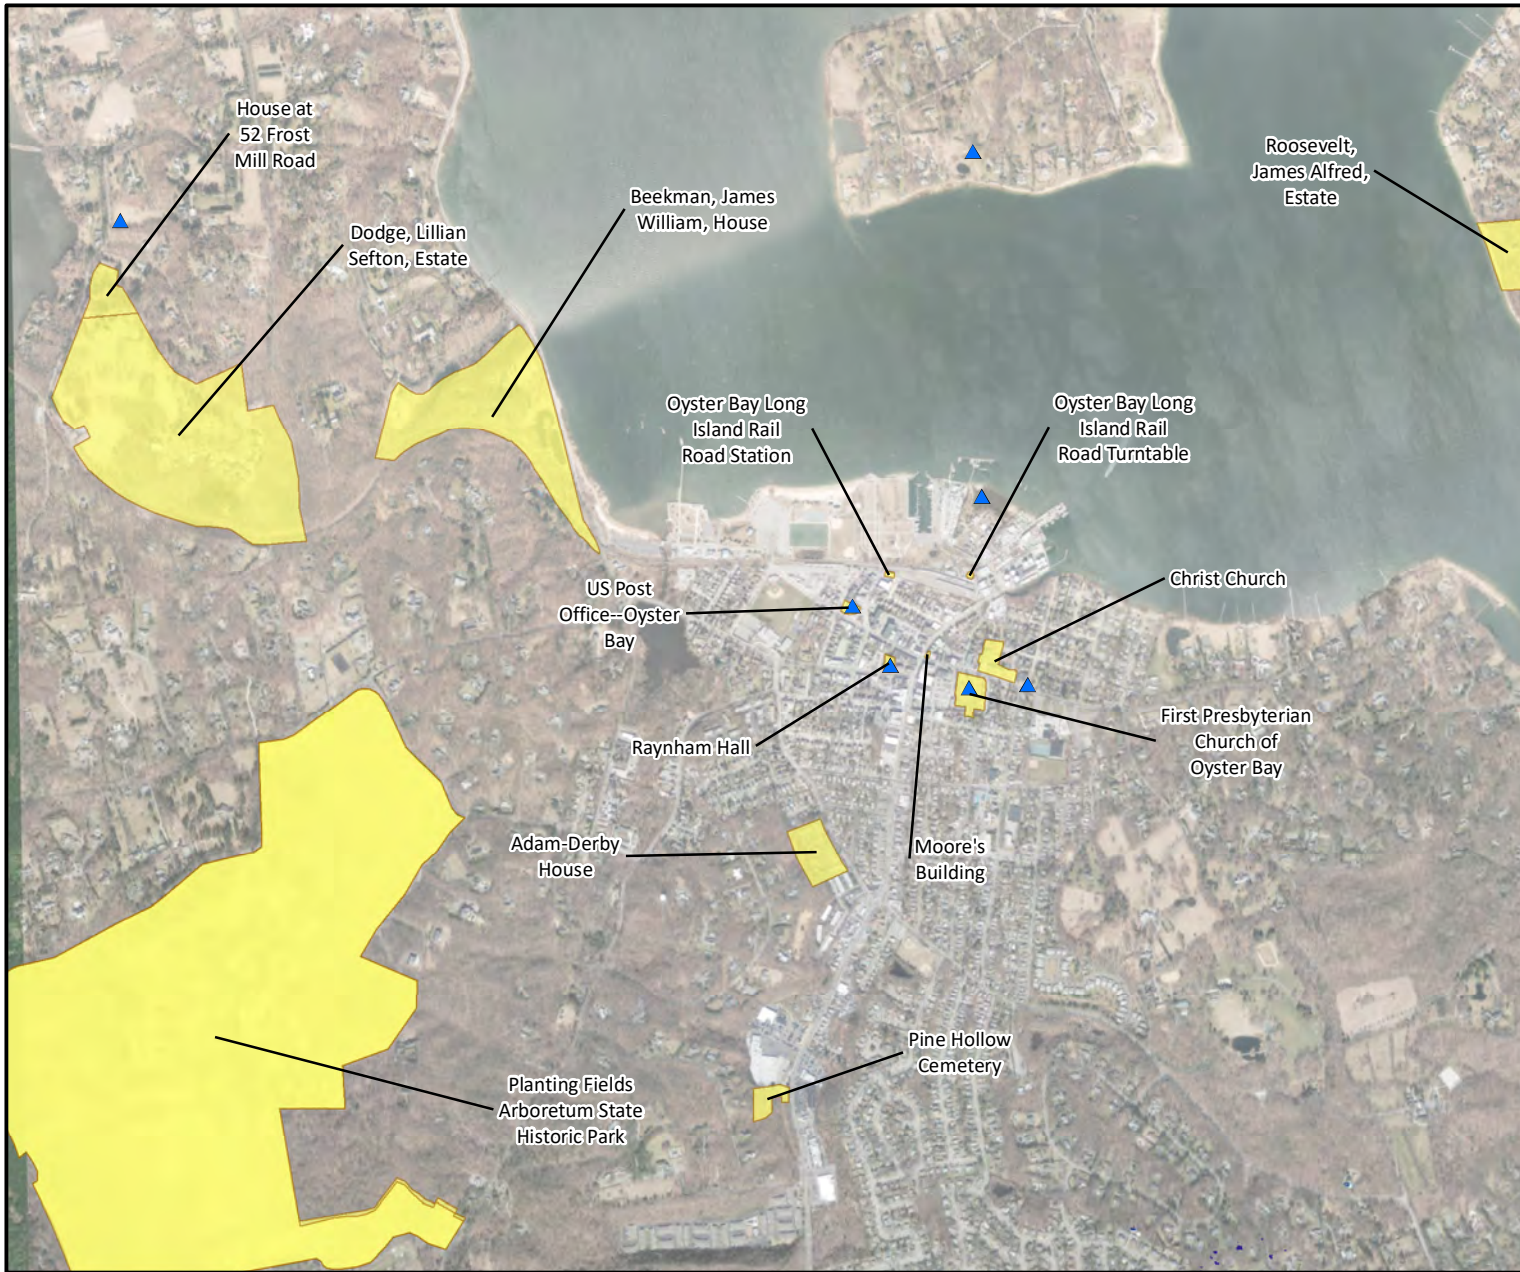 House at
52 Frost
Mill Road
Roosevelt,
James Alfred,
Estate
Beekman, James
William, House
Dodge, Lillian
Sefton, Estate
Oyster Bay Long
Island Rail
Road Station
Oyster Bay Long
Island Rail
Road Turntable
US Post
Office--Oyster
Bay
Christ Church
Raynham Hall
First Presbyterian
Church of
Oyster Bay
Adam-Derby
House
Moore's
Building
Pine Hollow
Cemetery
Planting Fields
Arboretum State
Historic Park